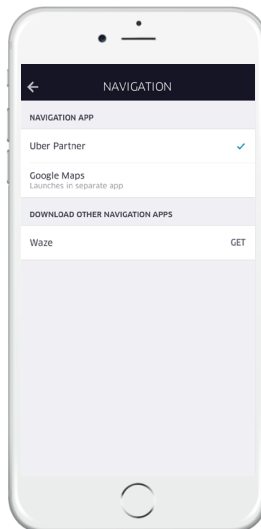 NAVIGATION
NAVIGATION APP
Uber Partner
Google Maps
Launches in separate app
DOWNLOAD OTHER NAVIGATION APPS
Waze GET